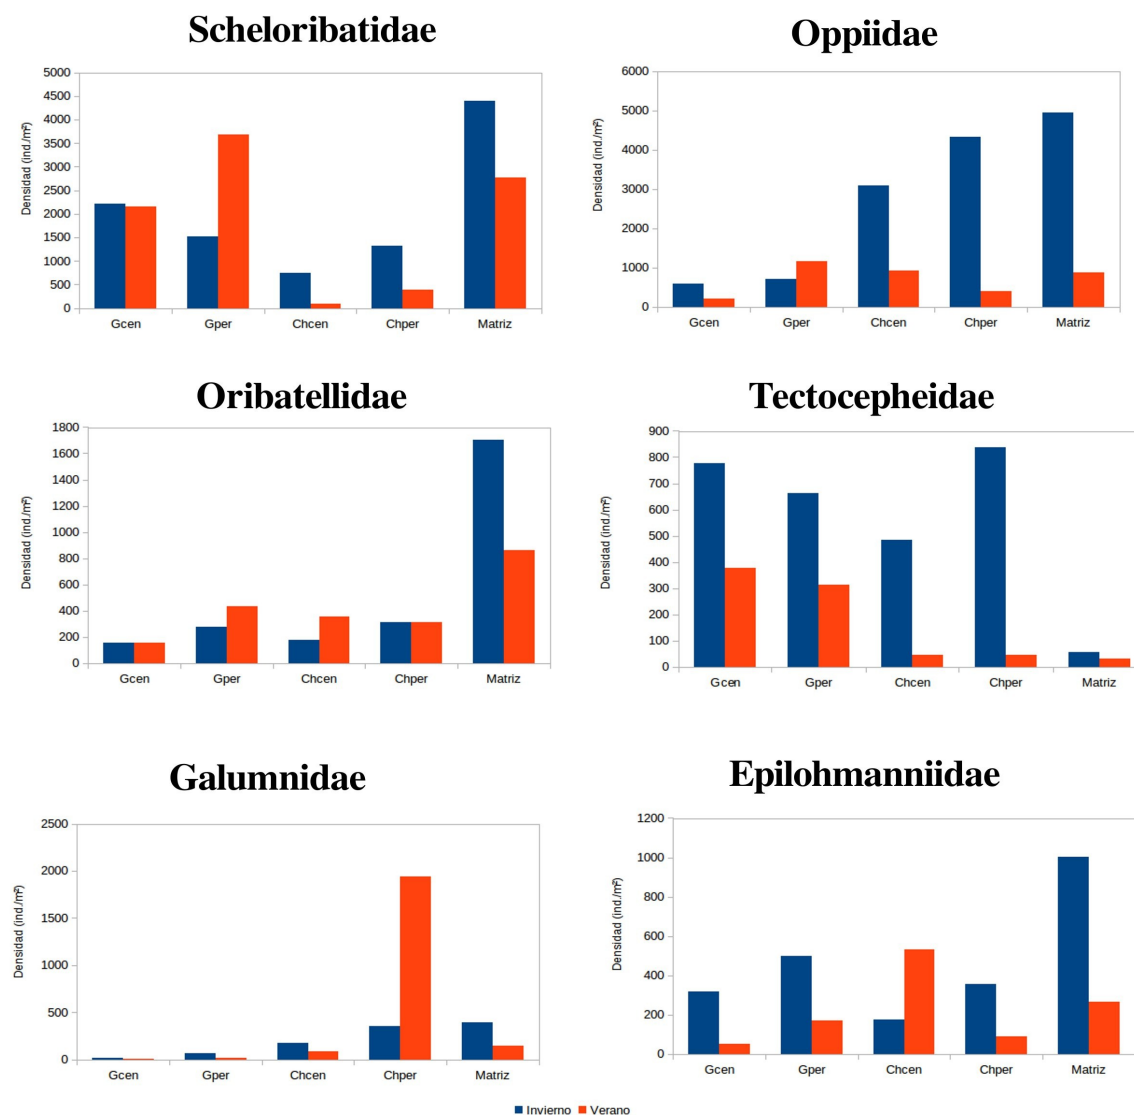 Scheloribatidae
Densidad (ind./m²)
5000
4500
4000
3500
3000
2500
2000
1500
1000
500
0
Gcen Gper Chcen Chper Matriz
Oppiidae
Densidad (ind./m²)
6000
5000
4000
3000
2000
1000
0
Gcen Gper Chcen Chper Matriz
Oribatellidae
Densidad (ind./m²)
1800
1600
1400
1200
1000
800
600
400
200
0
Gcen Gper Chcen Chper Matriz
Tectocepheidae
Densidad (ind./m²)
900
800
700
600
500
400
300
200
100
0
Gcen Gper Chcen Chper Matriz
Galumnidae
Densidad (ind./m²)
2500
2000
1500
1000
500
0
Gcen Gper Chcen Chper Matriz
Epilohmanniidae
Densidad (ind./m²)
1200
1000
800
600
400
200
0
Gcen Gper Chcen Chper Matriz
Invierno Verano